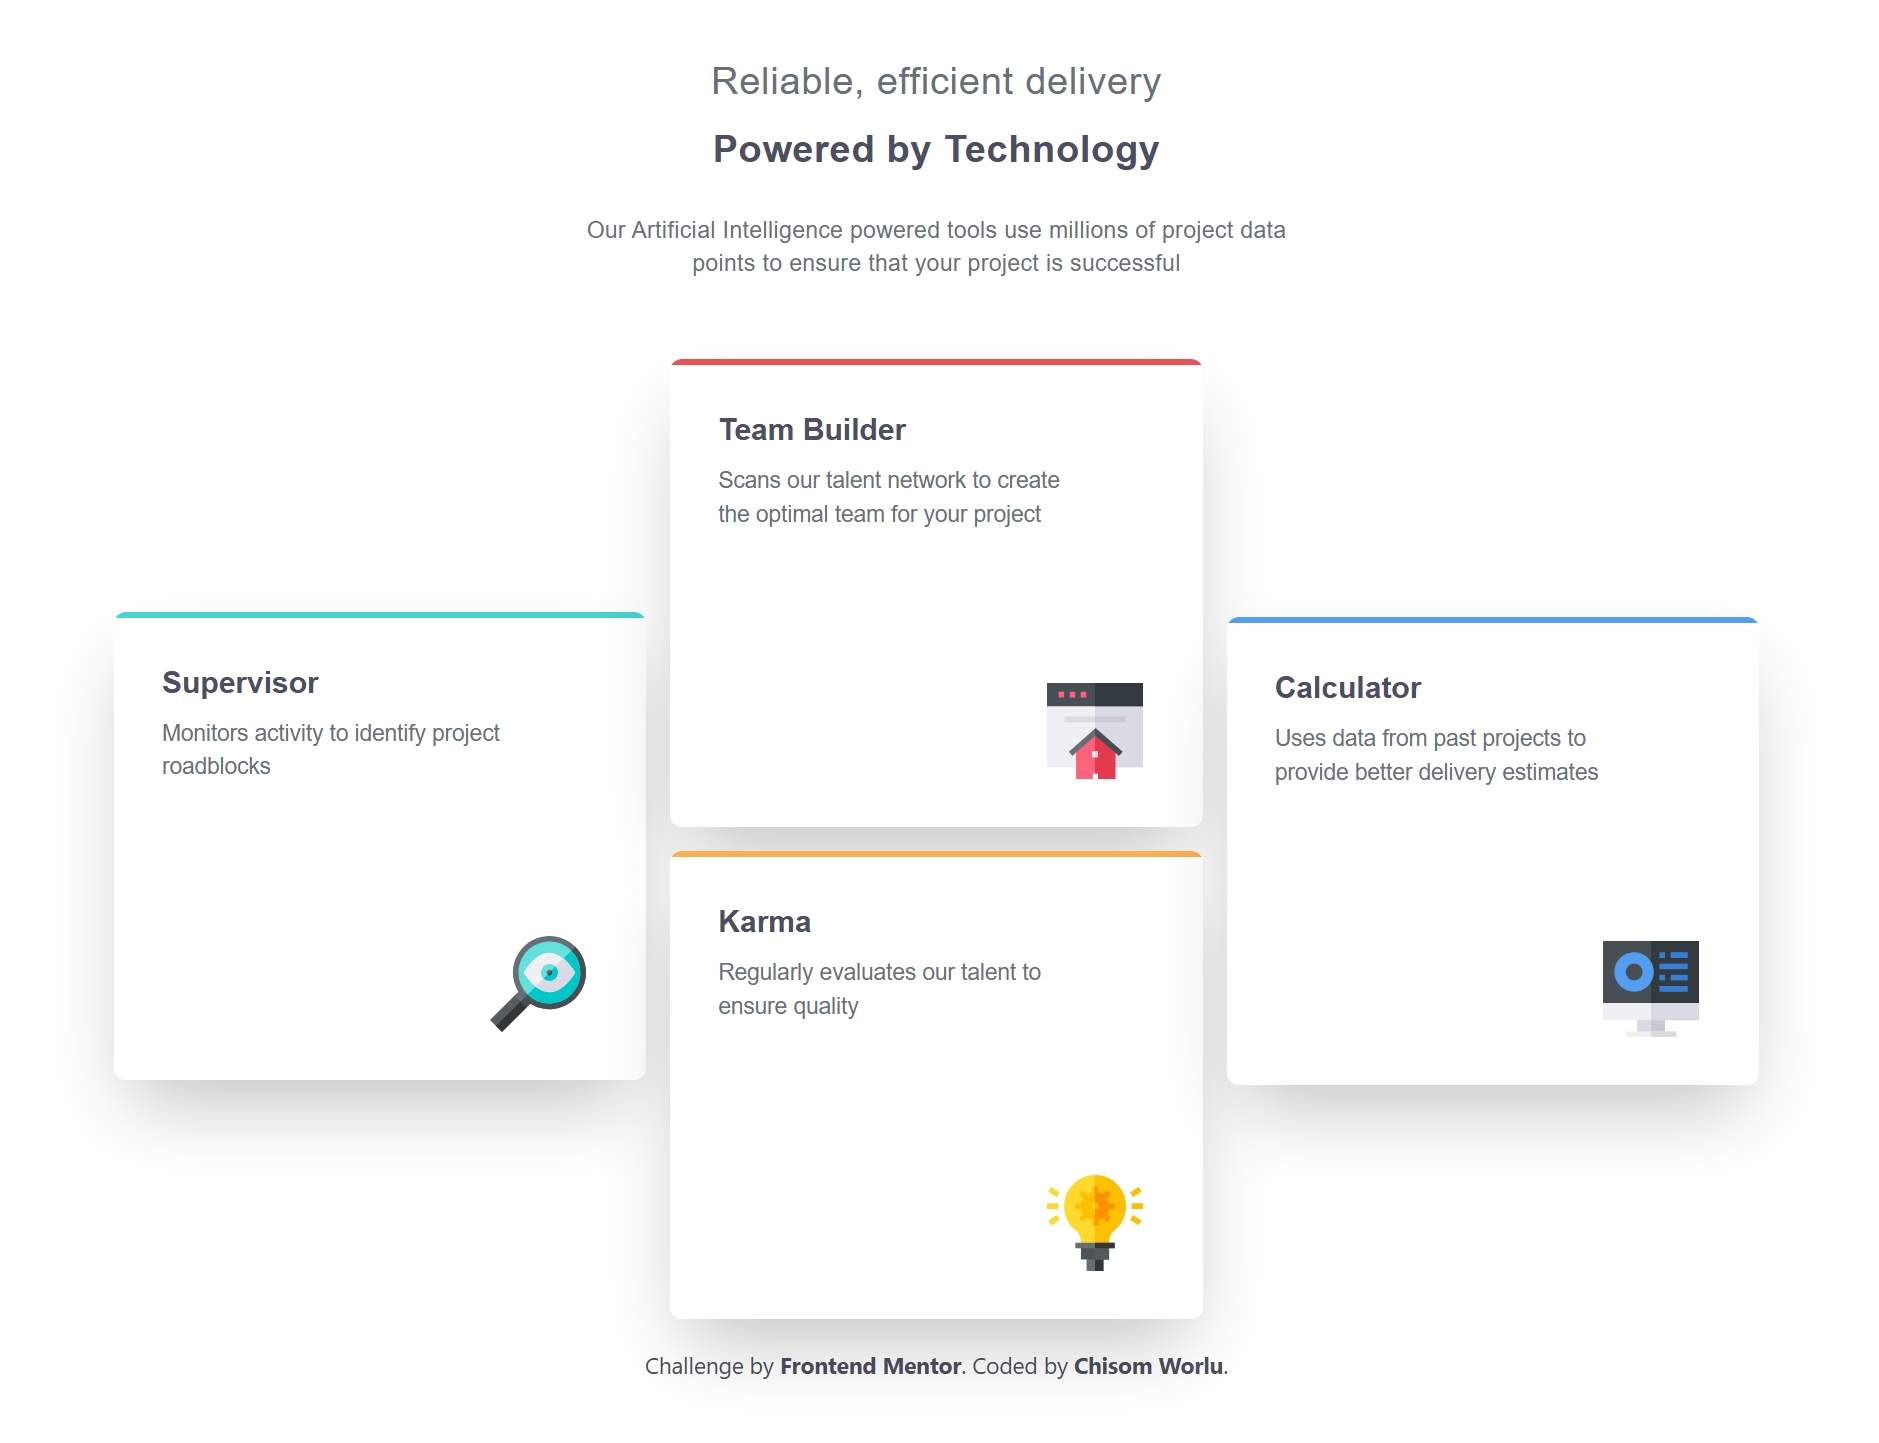 Reliable, efficient delivery
Powered by Technology
Our Artificial Intelligence powered tools use millions of project data
points to ensure that your project is successful
Supervisor
Monitors activity to identify project
roadblocks
Team Builder
Scans our talent network to create
the optimal team for your project
Karma
Regularly evaluates our talent to
ensure quality
Calculator
Uses data from past projects to
provide better delivery estimates
Challenge by Frontend Mentor. Coded by Chisom Worlu.